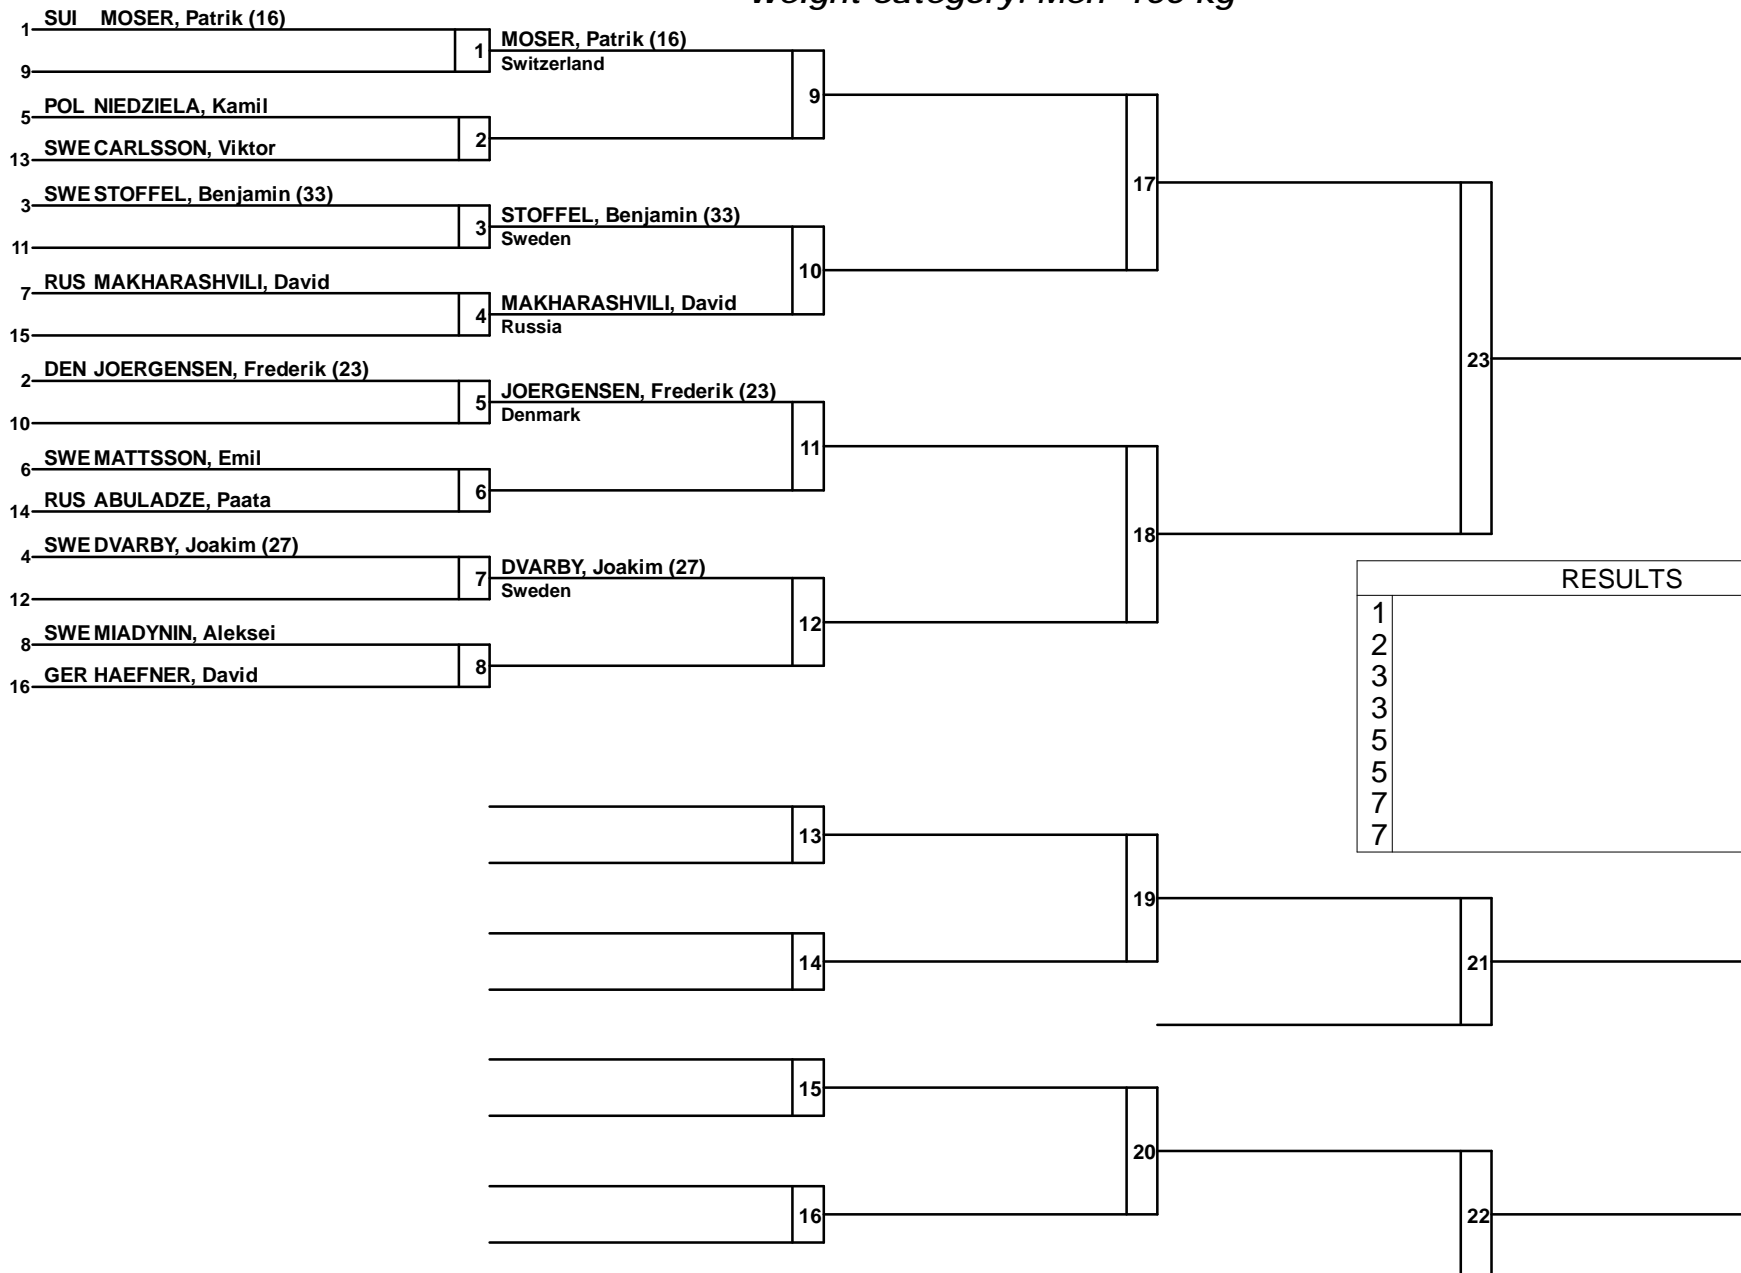 1 SUI MOSER, Patrik (16)
9
1 MOSER, Patrik (16)
Switzerland
5 POL NIEDZIELA, Kamil
13 SWE CARLSSON, Viktor
2
9
3 SWE STOFFEL, Benjamin (33)
11
3 STOFFEL, Benjamin (33)
Sweden
7 RUS MAKHARASHVILI, David
15
4 MAKHARASHVILI, David
Russia
10
17
2 DEN JOERGENSEN, Frederik (23)
10
5 JOERGENSEN, Frederik (23)
Denmark
6 SWE MATTSSON, Emil
14 RUS ABULADZE, Paata
6
11
4 SWE DVARBY, Joakim (27)
12
7 DVARBY, Joakim (27)
Sweden
8 SWE MIADYNIN, Aleksei
16 GER HAEFNER, David
8
12
18
23
RESULTS
1
2
3
3
5
5
7
7
13
14
19
21
15
16
20
22